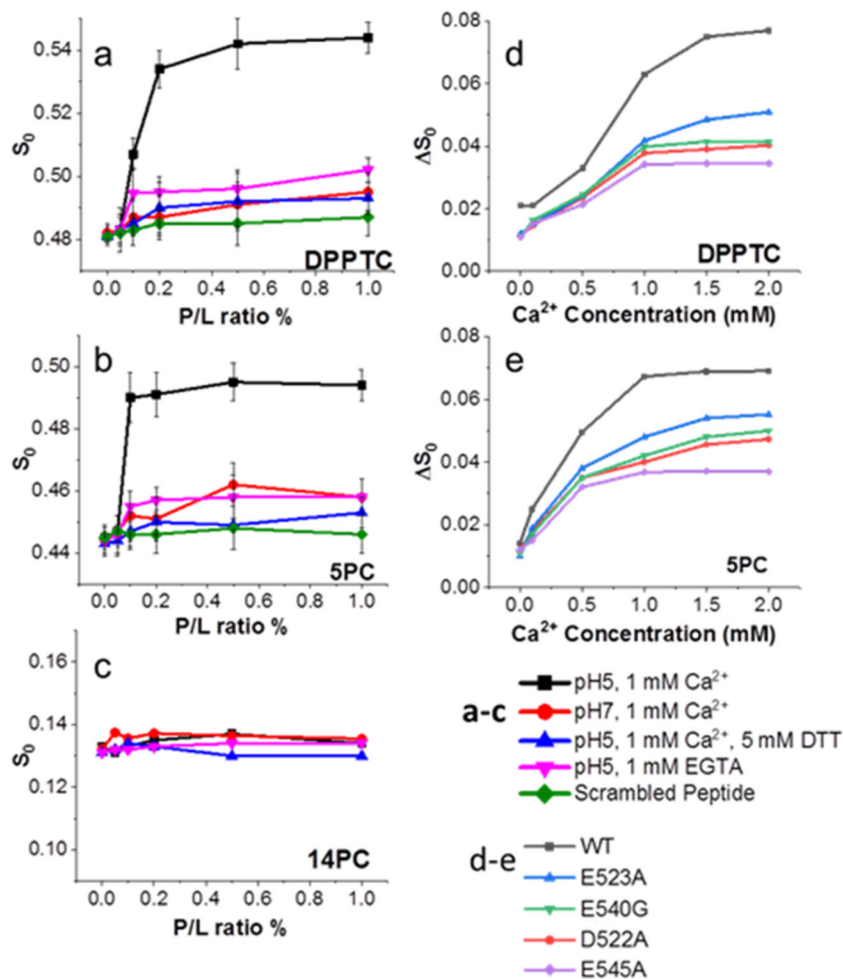 a
S₀
0.54
0.52
0.50
0.48
0.0 0.2 0.4 0.6 0.8 1.0
DPPTC
P/L ratio %
d
ΔS₀
0.08
0.06
0.04
0.02
0.00
0.0 0.5 1.0 1.5 2.0
DPPTC
Ca²⁺ Concentration (mM)
b
S₀
0.50
0.48
0.46
0.44
0.0 0.2 0.4 0.6 0.8 1.0
5PC
P/L ratio %
e
ΔS₀
0.08
0.06
0.04
0.02
0.00
0.0 0.5 1.0 1.5 2.0
5PC
Ca²⁺ Concentration (mM)
c
S₀
0.16
0.14
0.12
0.10
0.0 0.2 0.4 0.6 0.8 1.0
14PC
P/L ratio %
a-c
pH5, 1 mM Ca²⁺
pH7, 1 mM Ca²⁺
pH5, 1 mM Ca²⁺, 5 mM DTT
pH5, 1 mM EGTA
Scrambled Peptide
d-e
WT
E523A
E540G
D522A
E545A